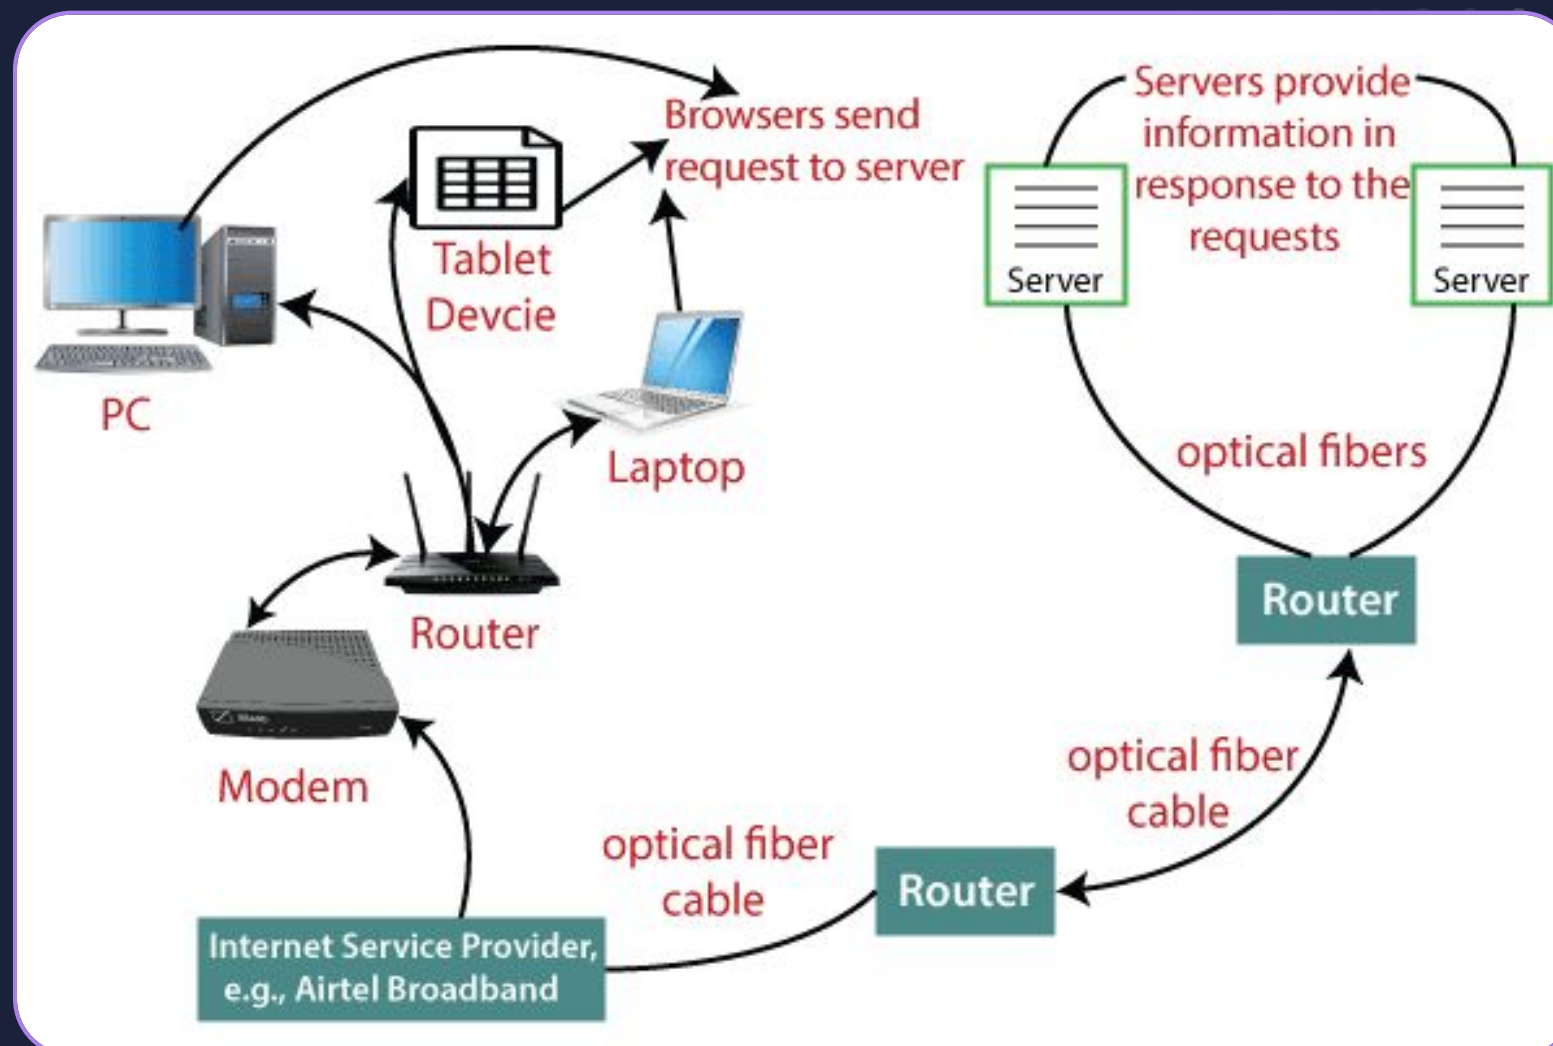 Browsers send
request to server
Servers provide
information in
response to the
requests
Tablet
Devcie
Server
Server
PC
Laptop
optical fibers
Router
Router
Modem
optical fiber
cable
optical fiber
cable
Router
Internet Service Provider,
e.g., Airtel Broadband